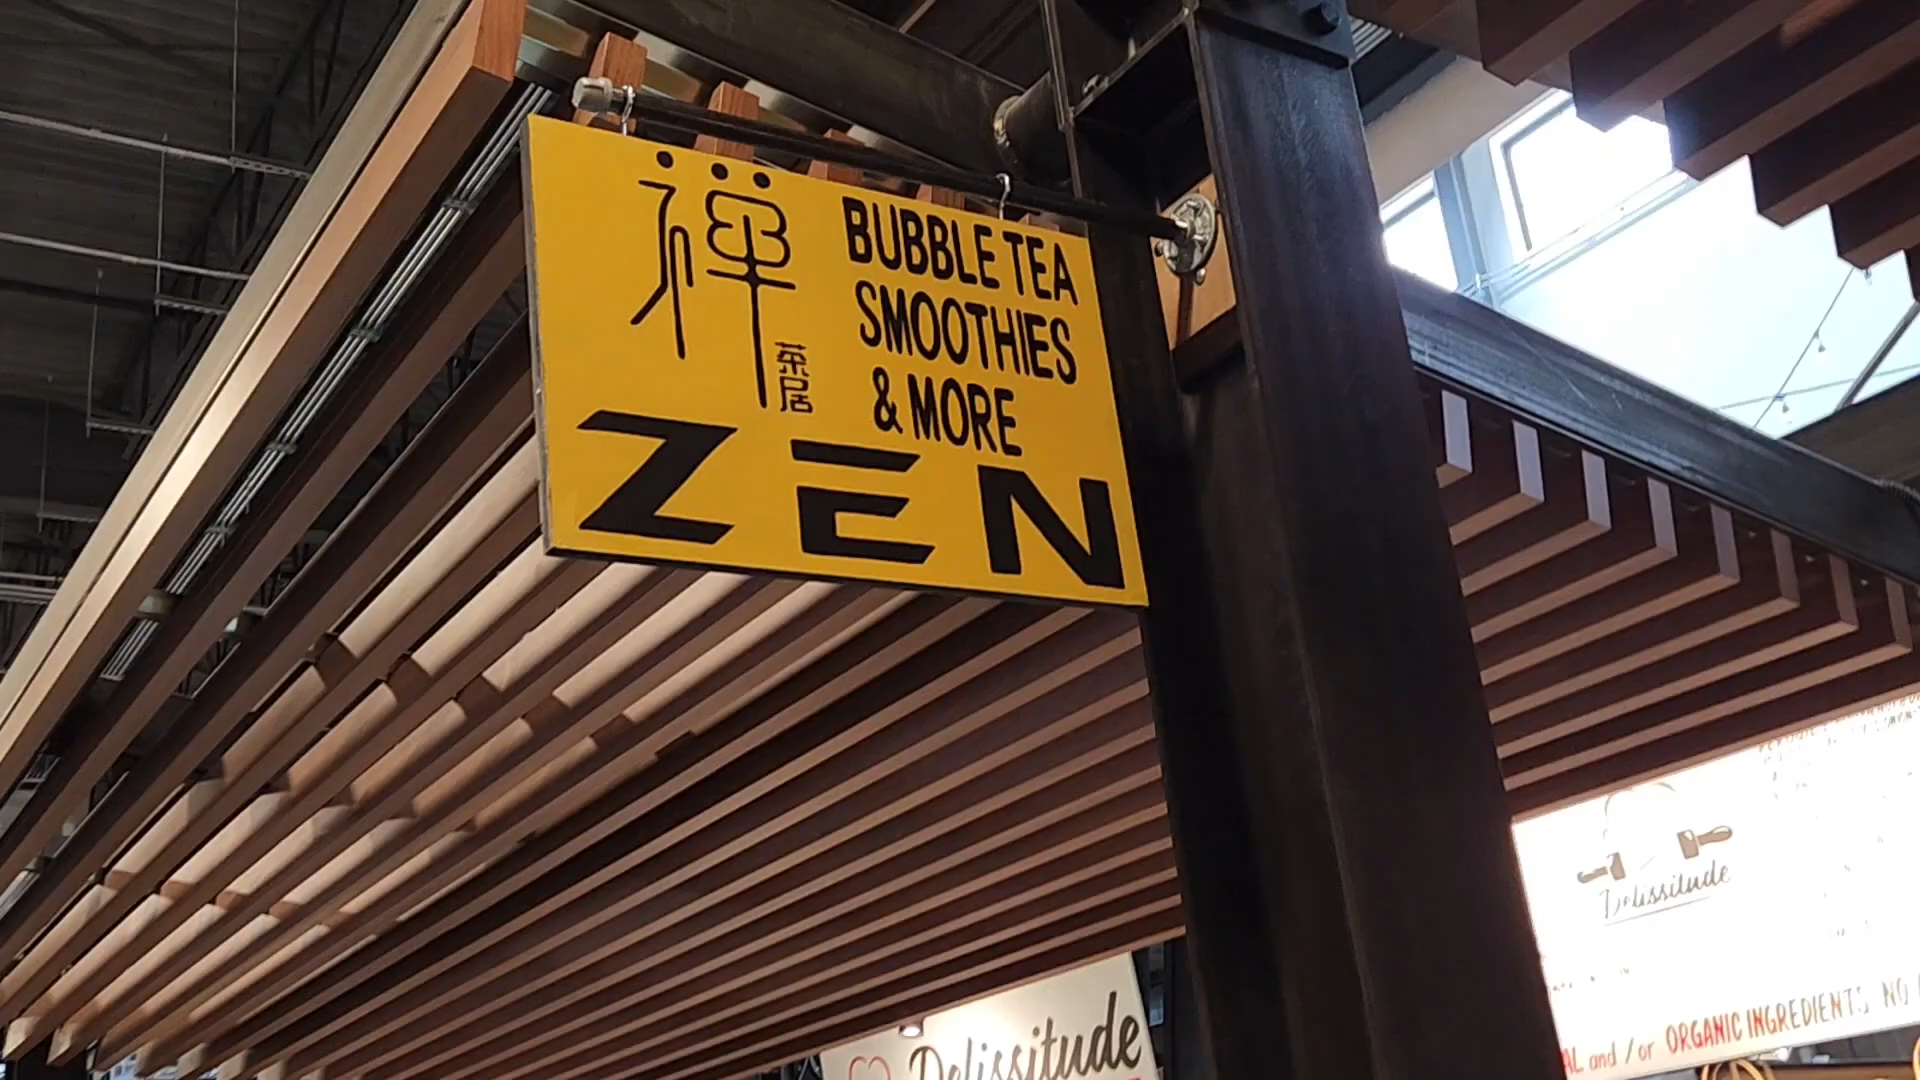 禅
茶居
BUBBLE TEA
SMOOTHIES
& MORE
ZEN
Delissitude
AL and / or ORGANIC INGREDIENTS NO
Delissitude